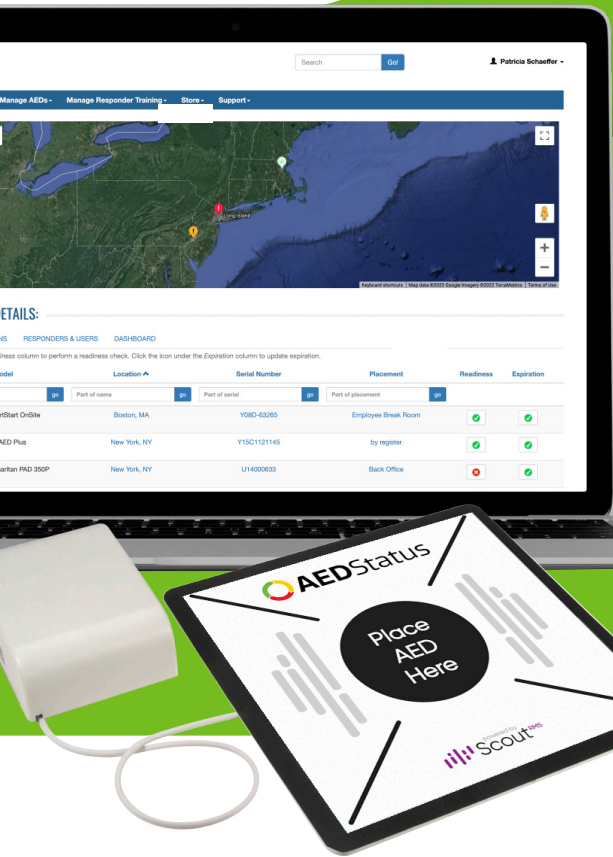 Search
Go!
Patricia Schaeffer
Manage AEDs
Manage Responder Training
Store
Support
Long Island
Keyboard shortcuts
Map data ©2022 Google Imagery ©2022 TerraMetrics
Terms of Use
DETAILS:
NS
RESPONDERS & USERS
DASHBOARD
iness column to perform a readiness check. Click the icon under the Expiration column to update expiration.
odel
Location
Serial Number
Placement
Readiness
Expiration
go
Part of name
go
Part of serial
go
Part of placement
go
rtStart OnSite
Boston, MA
Y08D-63265
Employee Break Room
AED Plus
New York, NY
Y15C1121145
by register
aritan PAD 350P
New York, NY
U14000633
Back Office
AEDStatus
Place
AED
Here
powered by
Scout RMS